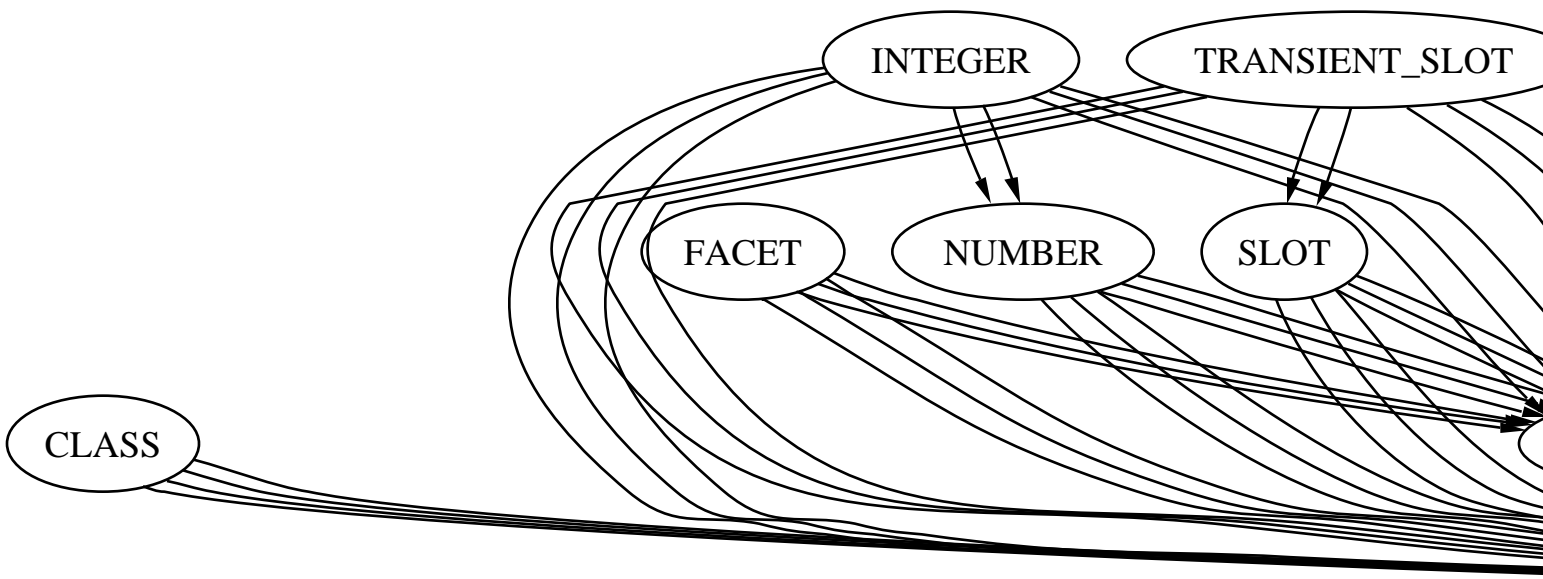 INTEGER
TRANSIENT_SLOT
FACET
NUMBER
SLOT
CLASS